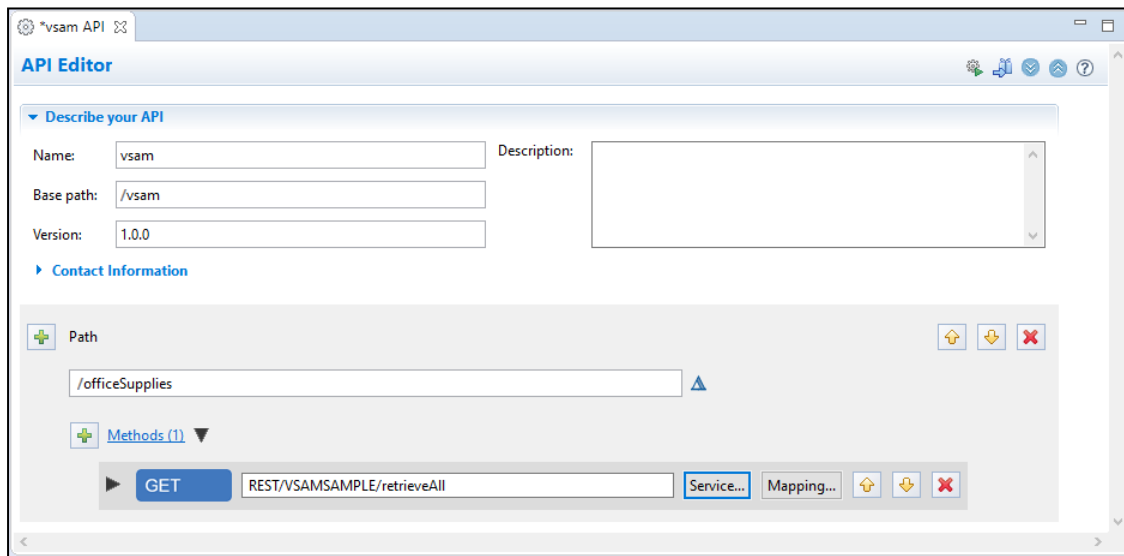 *vsam API
API Editor
Describe your API
Name: vsam
Description:
Base path: /vsam
Version: 1.0.0
Contact Information
Path
/officeSupplies
Methods (1)
GET REST/VSAMSAMPLE/retrieveAll Service... Mapping...